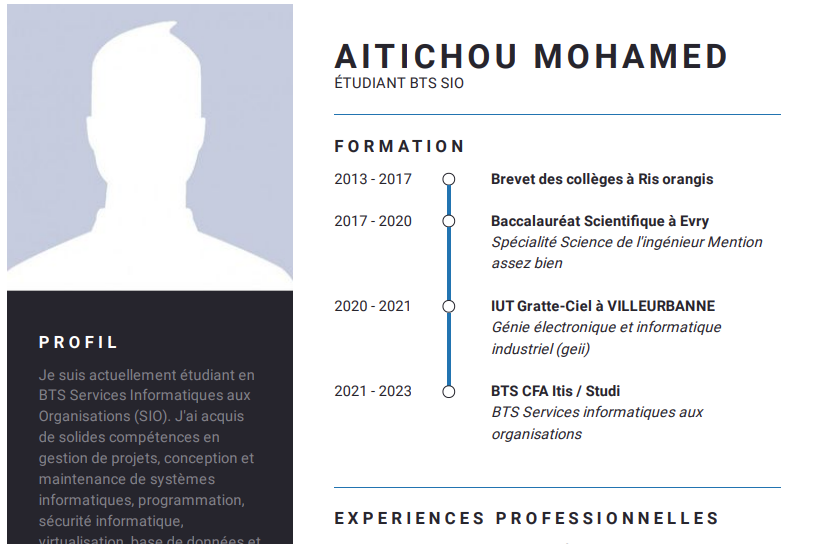 AITICHOU MOHAMED
ÉTUDIANT BTS SIO
FORMATION
2013 - 2017 Brevet des collèges à Ris orangis
2017 - 2020 Baccalauréat Scientifique à Evry
Spécialité Science de l'ingénieur Mention
assez bien
2020 - 2021 IUT Gratte-Ciel à VILLEURBANNE
Génie électronique et informatique
industriel (geii)
2021 - 2023 BTS CFA Itis / Studi
BTS Services informatiques aux
organisations
EXPERIENCES PROFESSIONNELLES
PROFIL
Je suis actuellement étudiant en
BTS Services Informatiques aux
Organisations (SIO). J'ai acquis
de solides compétences en
gestion de projets, conception et
maintenance de systèmes
informatiques, programmation,
sécurité informatique,
virtualisation, base de données et